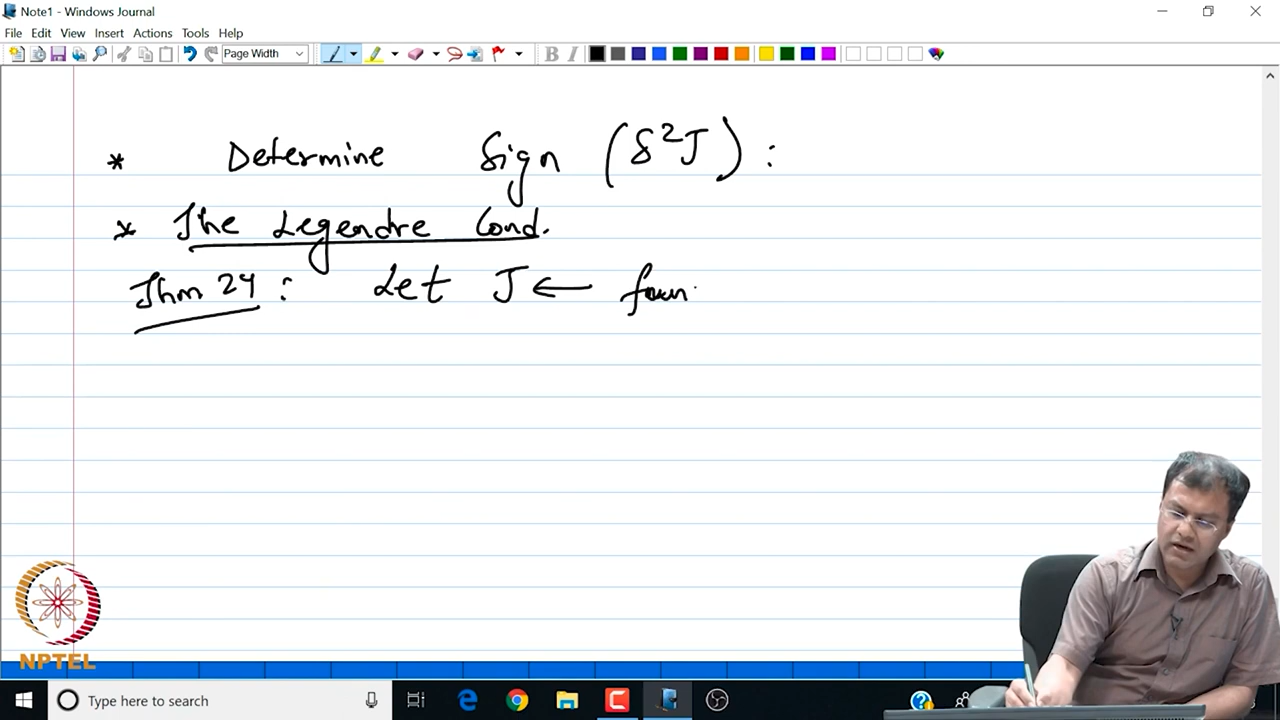 Note1 - Windows Journal
File Edit View Insert Actions Tools Help
Page Width
B I
* Determine Sign (δ²J) :
* The Legendre Cond.
Thm 24 : Let J ← foun
NPTEL
Type here to search